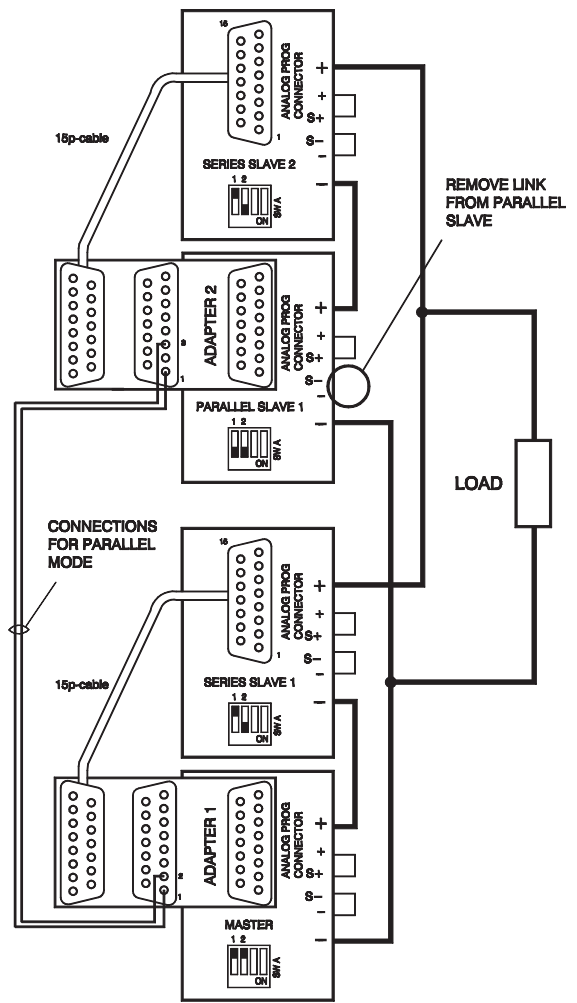 15
ANALOG PROG
CONNECTOR
1
+
+
S+
S-
-
-
SERIES SLAVE 2
1 2
ON
SW A
15p-cable
REMOVE LINK
FROM PARALLEL
SLAVE
ADAPTER 2
2
1
ANALOG PROG
CONNECTOR
+
+
S+
S-
-
-
PARALLEL SLAVE 1
1 2
ON
SW A
LOAD
CONNECTIONS
FOR PARALLEL
MODE
15
ANALOG PROG
CONNECTOR
1
+
+
S+
S-
-
-
SERIES SLAVE 1
1 2
ON
SW A
15p-cable
ADAPTER 1
2
1
ANALOG PROG
CONNECTOR
+
+
S+
S-
-
-
MASTER
1 2
ON
SW A